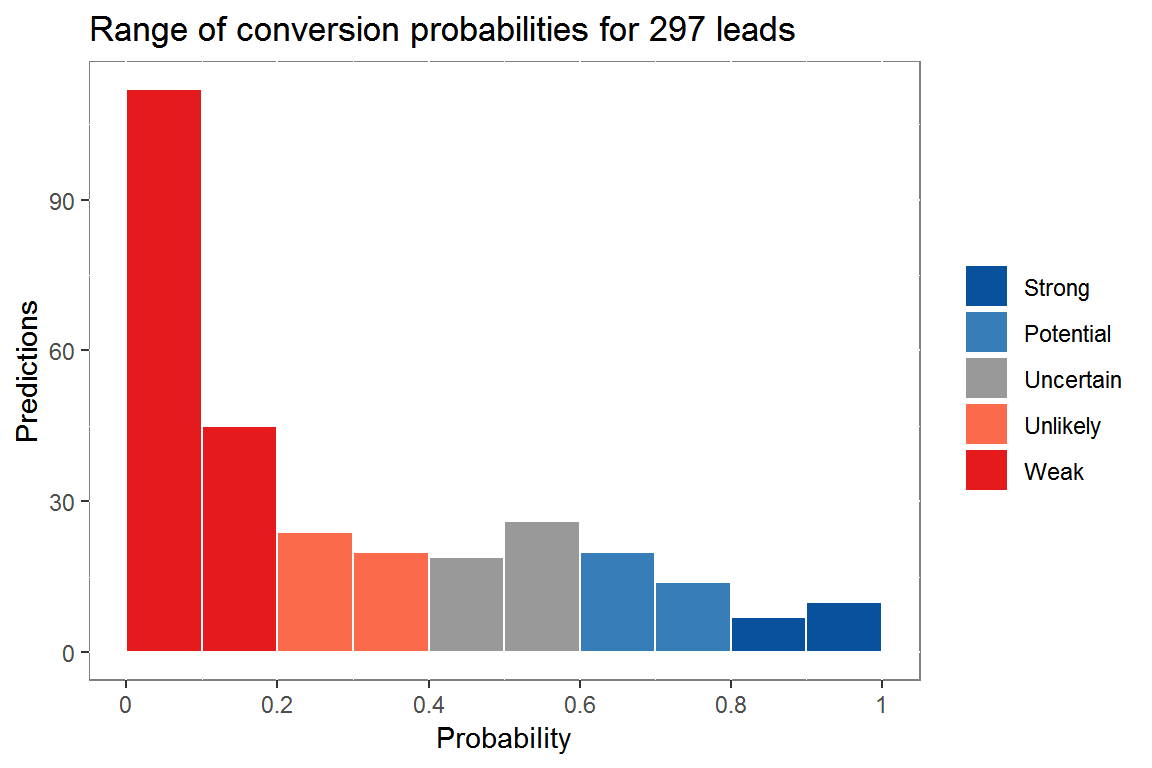 Range of conversion probabilities for 297 leads
Predictions
90
60
30
0
0 0.2 0.4 0.6 0.8 1
Probability
Strong
Potential
Uncertain
Unlikely
Weak